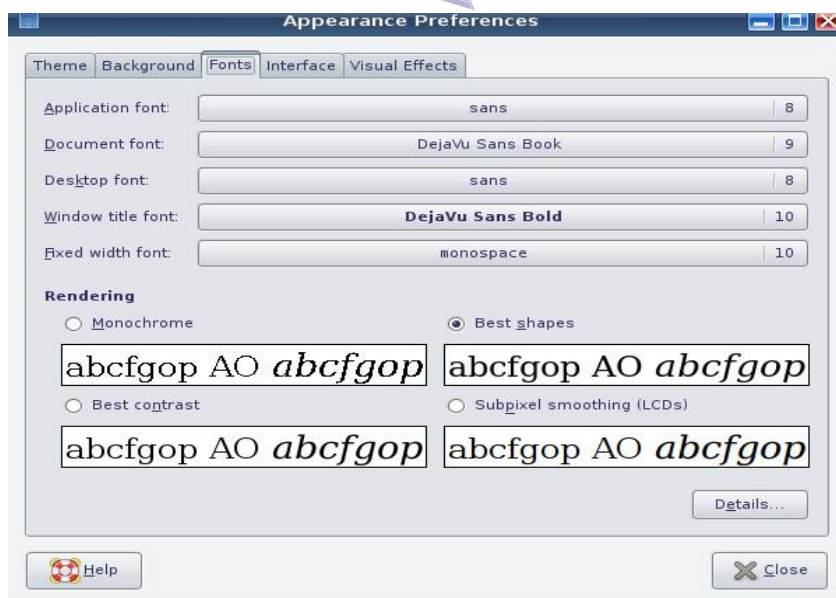 Appearance Preferences
Theme Background Fonts Interface Visual Effects
Application font: sans 8
Document font: DejaVu Sans Book 9
Desktop font: sans 8
Window title font: DejaVu Sans Bold 10
Fixed width font: monospace 10
Rendering
Monochrome Best shapes
abcfgop AO abcfgop abcfgop AO abcfgop
Best contrast Subpixel smoothing (LCDs)
abcfgop AO abcfgop abcfgop AO abcfgop
Details...
Help Close